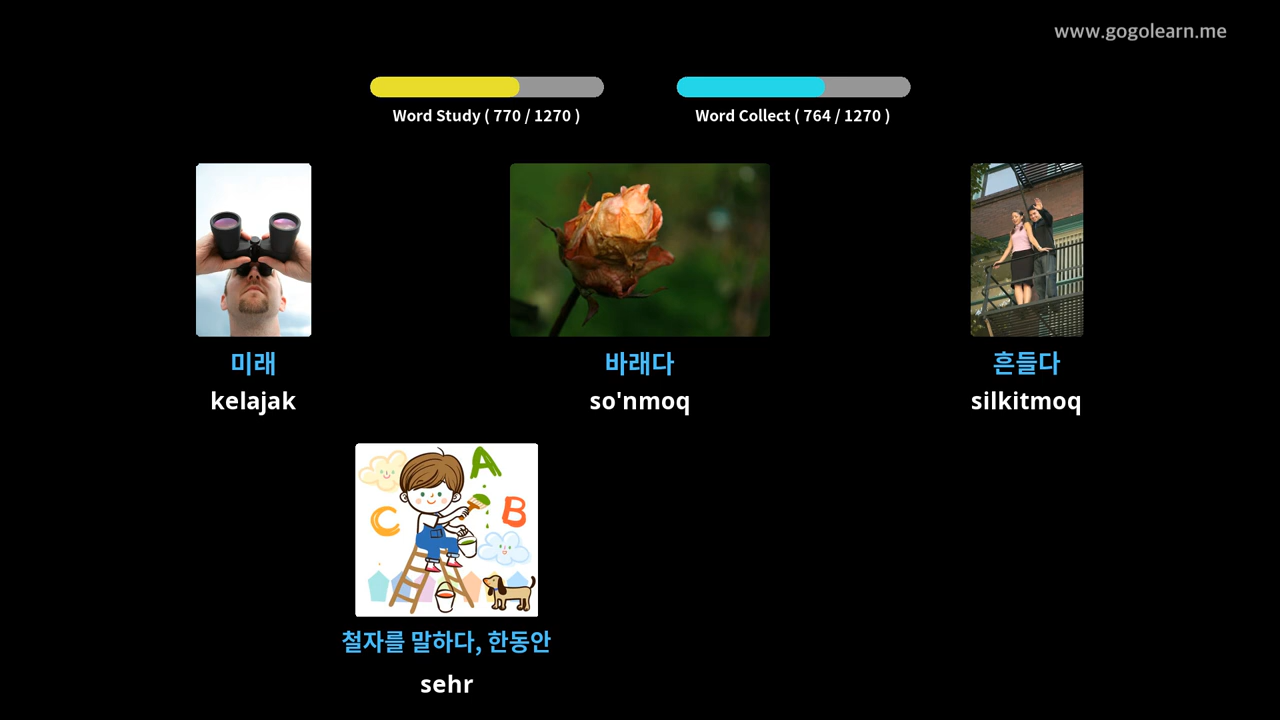 www.gogolearn.me
Word Study ( 770 / 1270 )
Word Collect ( 764 / 1270 )
미래
kelajak
바래다
so'nmoq
흔들다
silkitmoq
A
B
C
철자를 말하다, 한동안
sehr